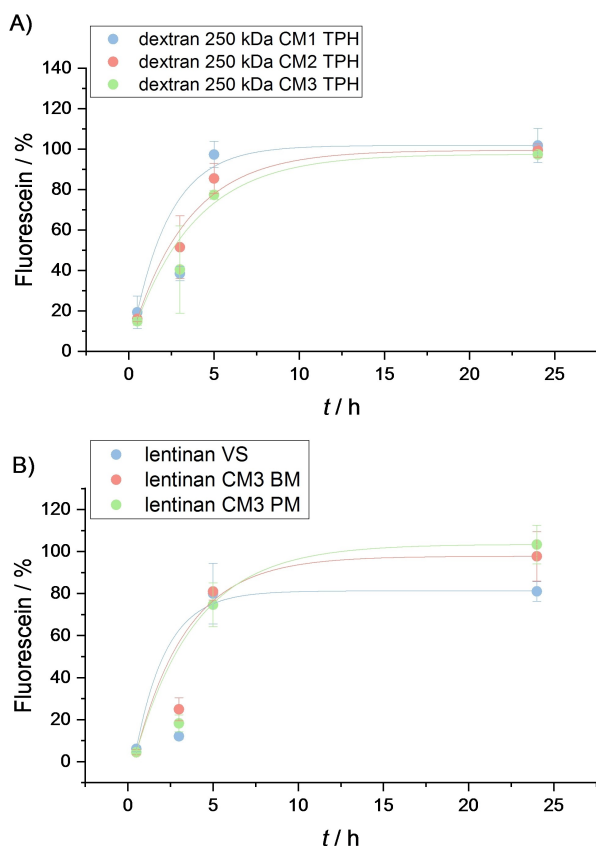 A)
dextran 250 kDa CM1 TPH
dextran 250 kDa CM2 TPH
dextran 250 kDa CM3 TPH
140
120
100
80
60
40
20
0
Fluorescein / %
0 5 10 15 20 25
t / h
B)
lentinan VS
lentinan CM3 BM
lentinan CM3 PM
120
100
80
60
40
20
0
Fluorescein / %
0 5 10 15 20 25
t / h